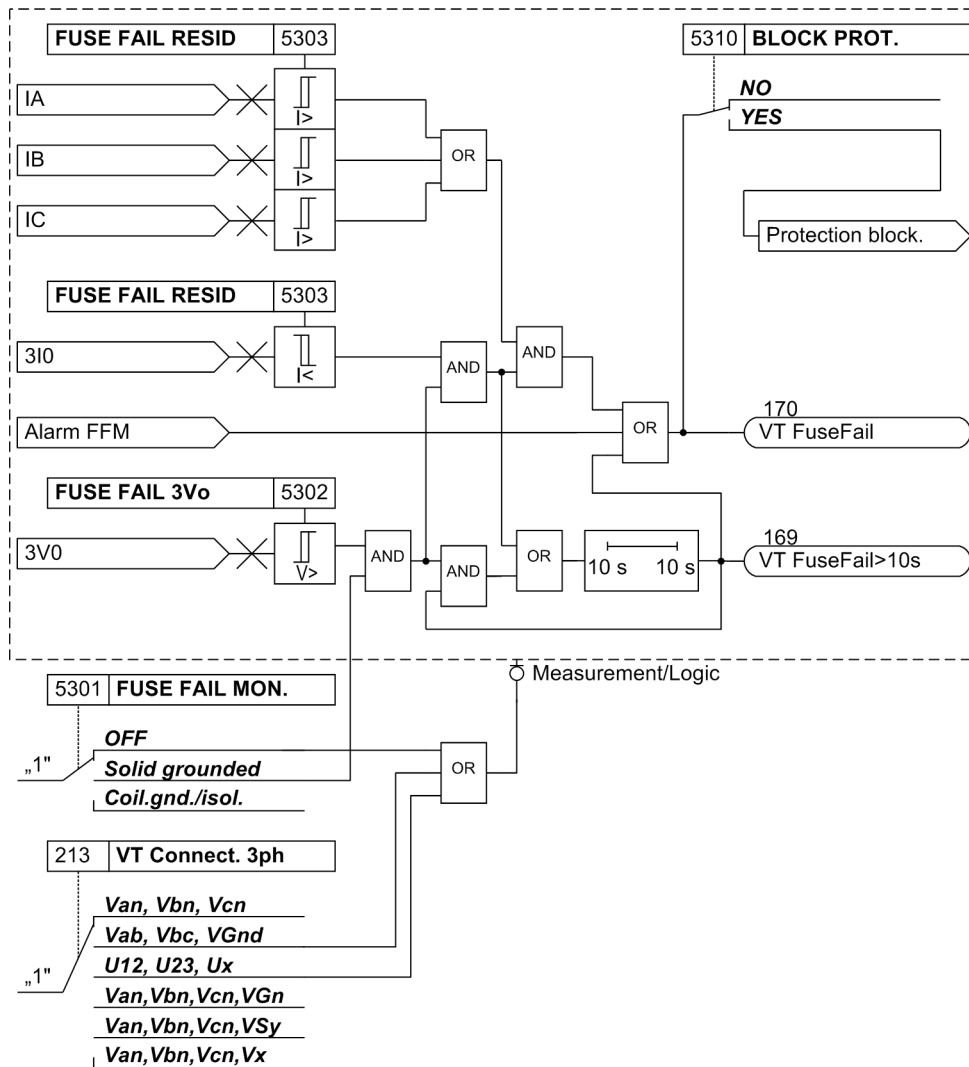 FUSE FAIL RESID 5303
5310 BLOCK PROT.
IA
I>
NO
YES
IB
I>
OR
IC
I>
Protection block.
FUSE FAIL RESID 5303
3I0
I<
AND
AND
Alarm FFM
OR
170
VT FuseFail
FUSE FAIL 3Vo 5302
3V0
V>
AND
AND
OR
10 s 10 s
169
VT FuseFail>10s
Measurement/Logic
5301 FUSE FAIL MON.
„1"
OFF
Solid grounded
Coil.gnd./isol.
OR
213 VT Connect. 3ph
„1"
Van, Vbn, Vcn
Vab, Vbc, VGnd
U12, U23, Ux
Van,Vbn,Vcn,VGn
Van,Vbn,Vcn,VSy
Van,Vbn,Vcn,Vx